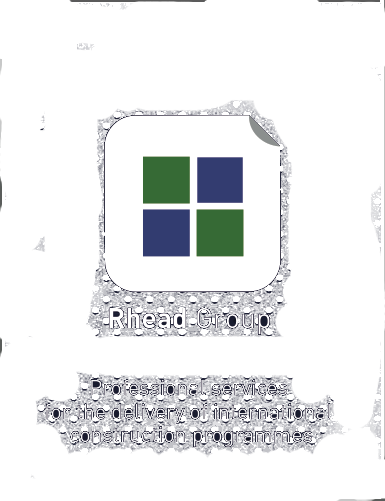 Rhead Group
Professional services
for the delivery of international
construction programmes